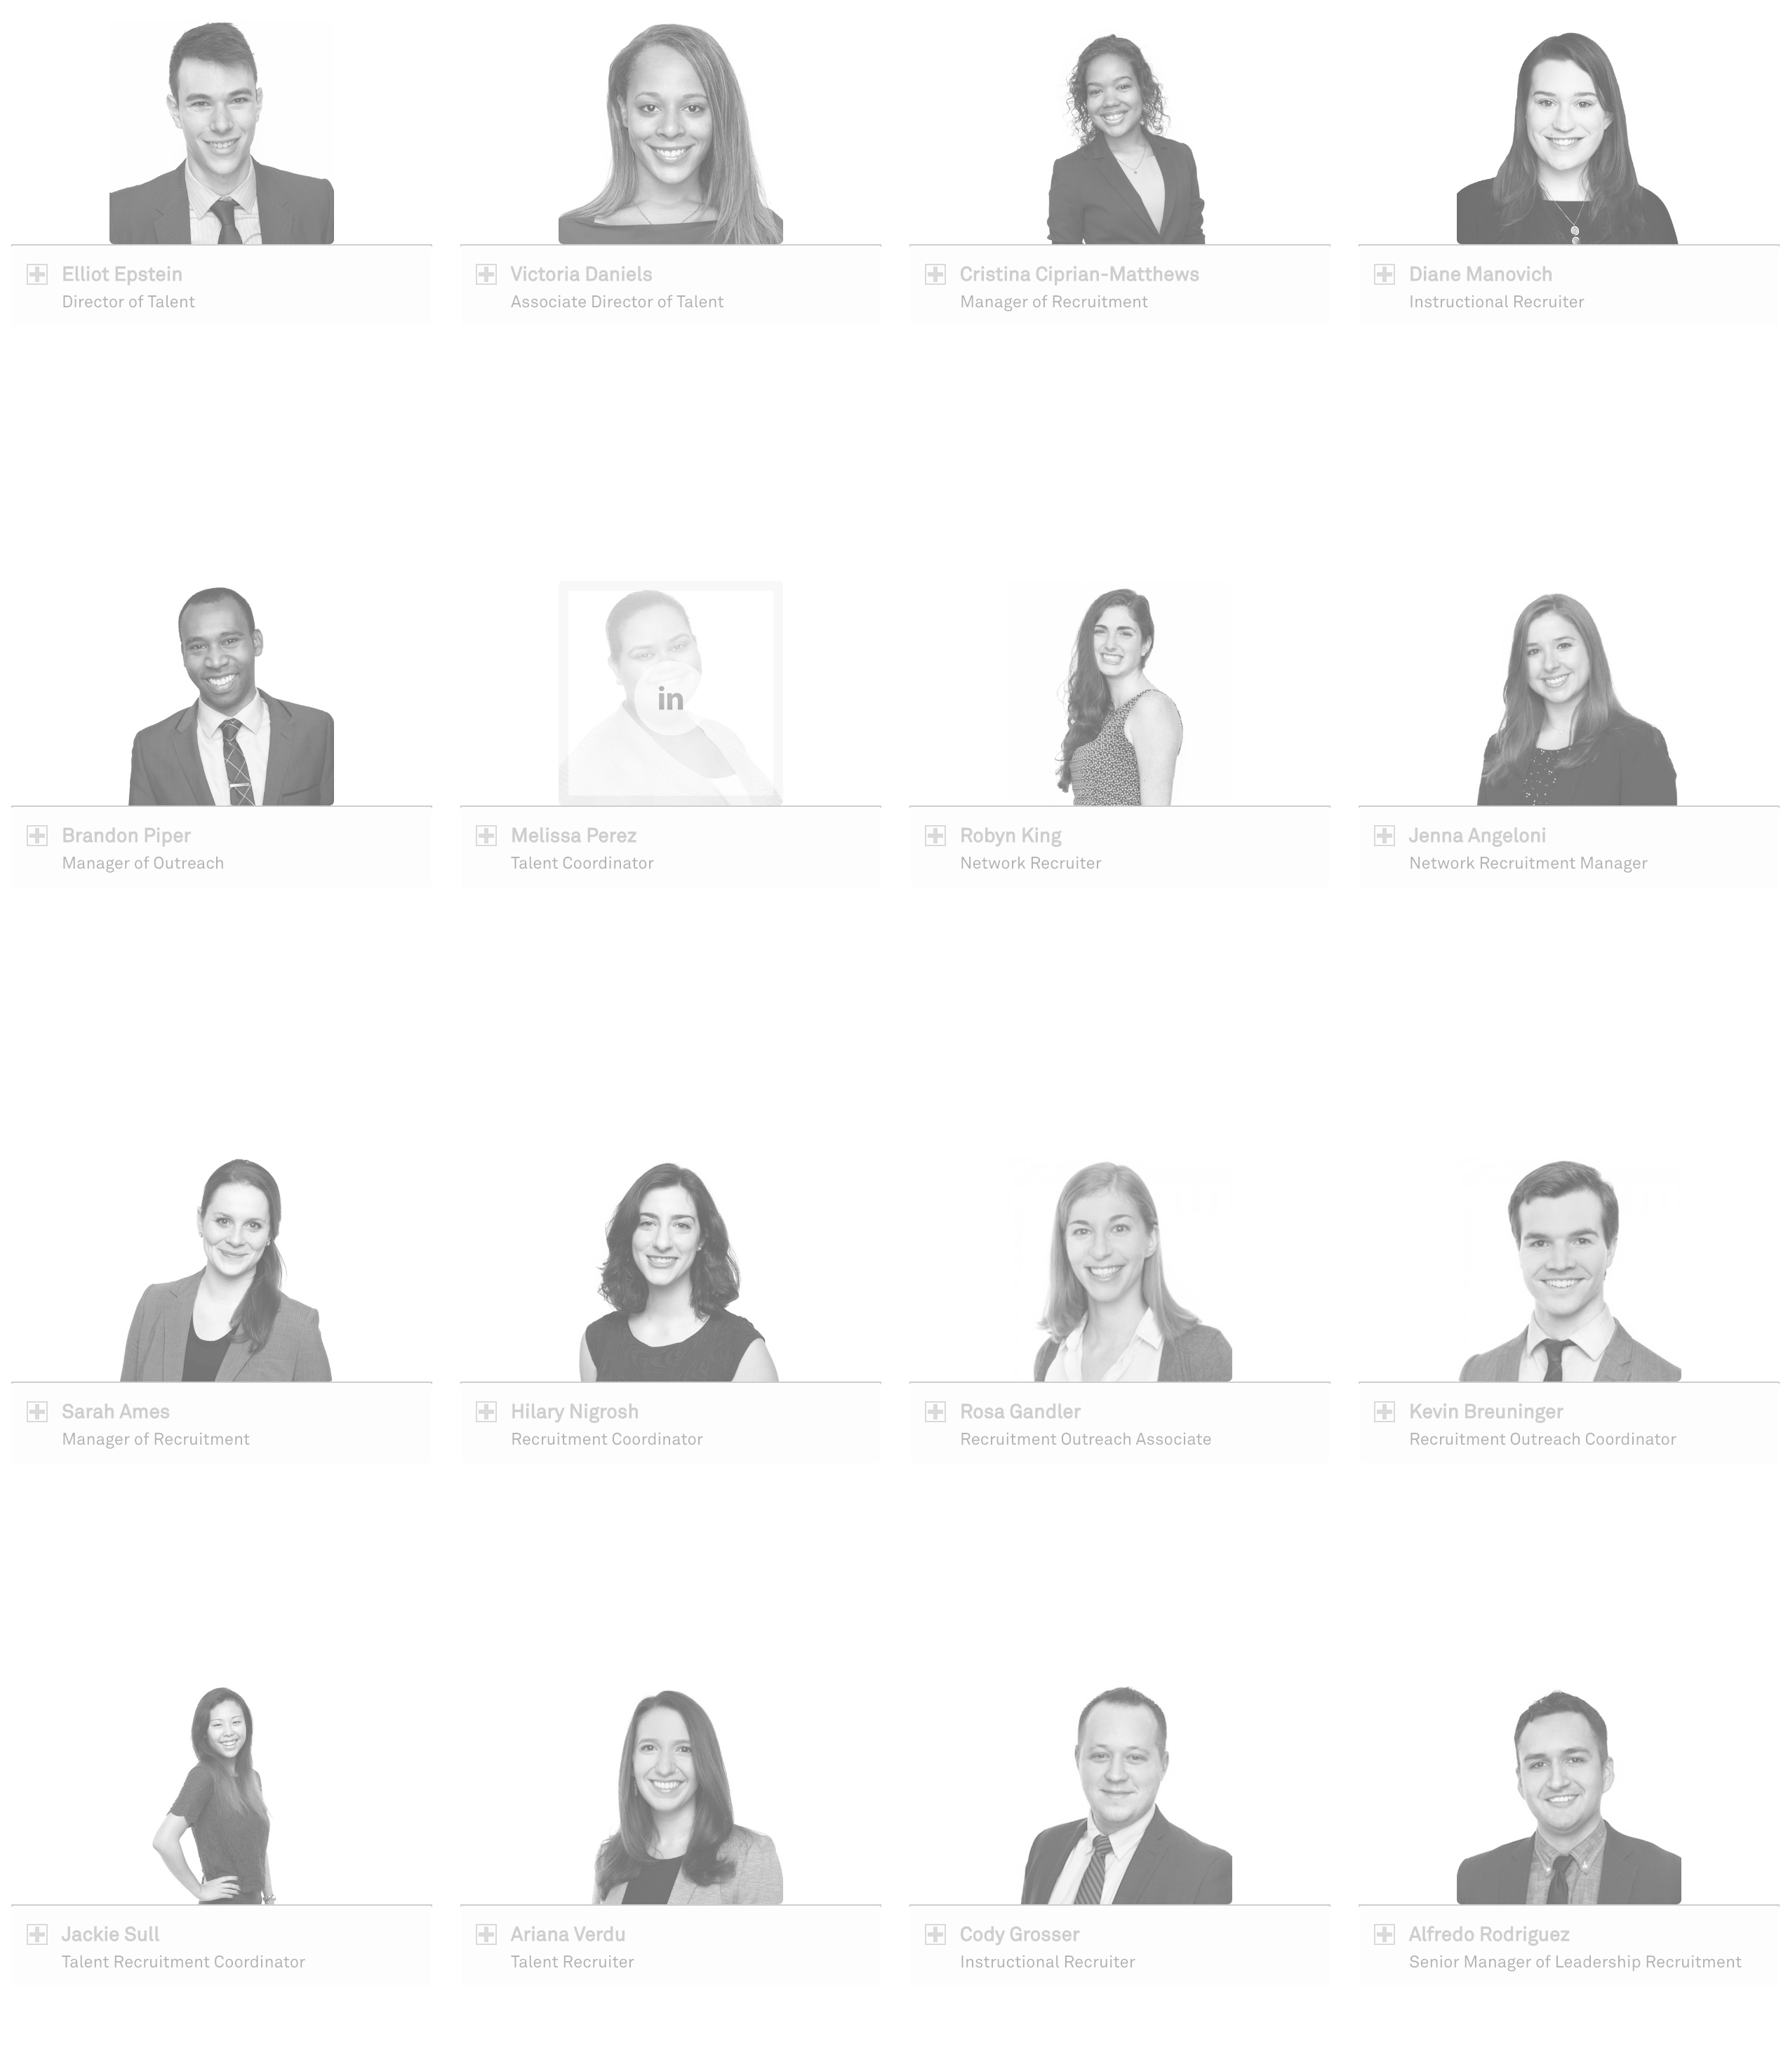 Elliot Epstein
Director of Talent
Victoria Daniels
Associate Director of Talent
Cristina Ciprian-Matthews
Manager of Recruitment
Diane Manovich
Instructional Recruiter
in
Brandon Piper
Manager of Outreach
Melissa Perez
Talent Coordinator
Robyn King
Network Recruiter
Jenna Angeloni
Network Recruitment Manager
Sarah Ames
Manager of Recruitment
Hilary Nigrosh
Recruitment Coordinator
Rosa Gandler
Recruitment Outreach Associate
Kevin Breuninger
Recruitment Outreach Coordinator
Jackie Sull
Talent Recruitment Coordinator
Ariana Verdu
Talent Recruiter
Cody Grosser
Instructional Recruiter
Alfredo Rodriguez
Senior Manager of Leadership Recruitment